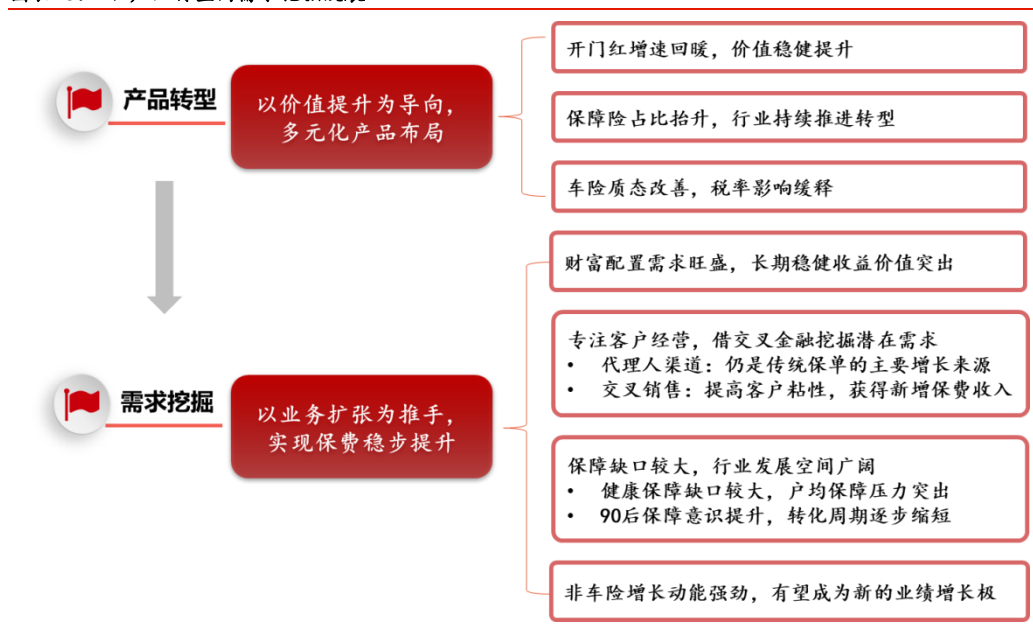 产品转型
以价值提升为导向,
多元化产品布局
开门红增速回暖，价值稳健提升
保障险占比抬升，行业持续推进转型
车险质态改善，税率影响缓释
需求挖掘
以业务扩张为推手,
实现保费稳步提升
财富配置需求旺盛，长期稳健收益价值突出
专注客户经营，借交叉金融挖掘潜在需求
• 代理人渠道：仍是传统保单的主要增长来源
• 交叉销售：提高客户粘性，获得新增保费收入
保障缺口较大，行业发展空间广阔
• 健康保障缺口较大，户均保障压力突出
• 90后保障意识提升，转化周期逐步缩短
非车险增长动能强劲，有望成为新的业绩增长极